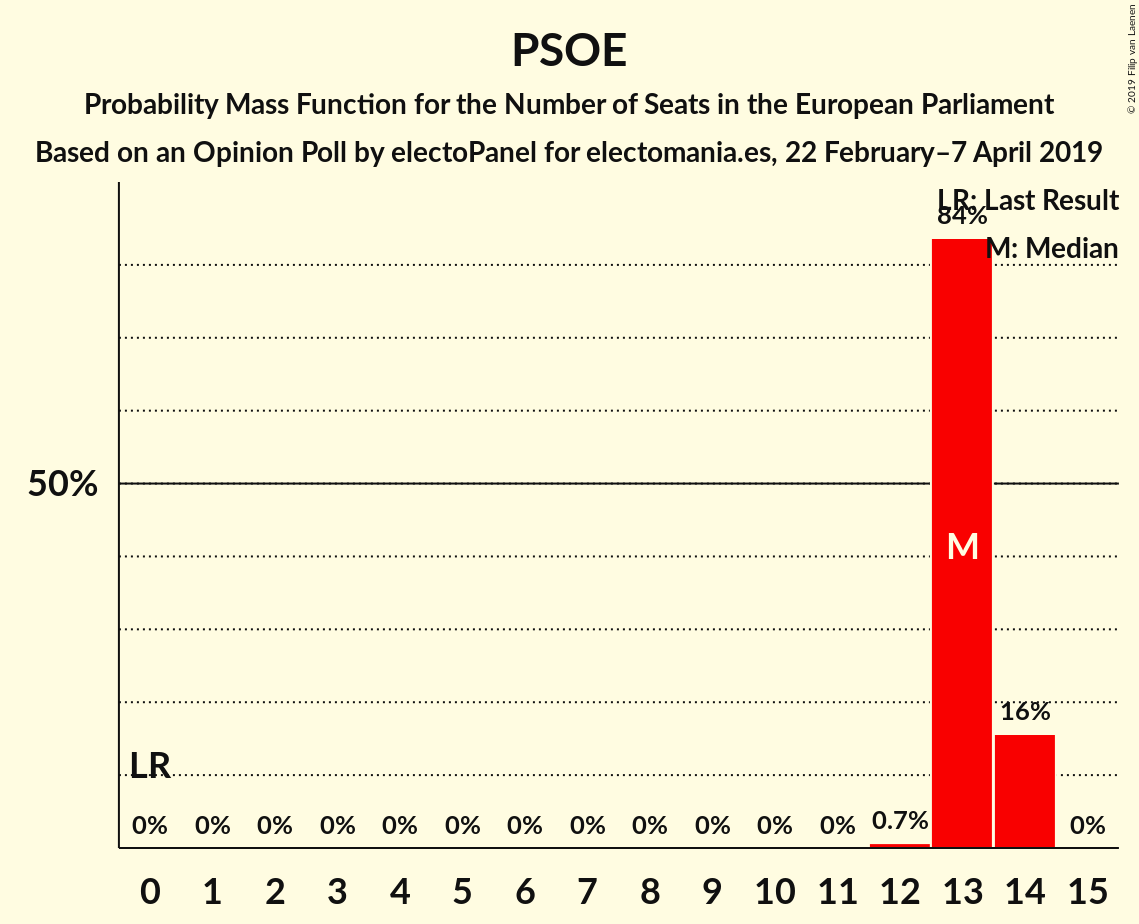 PSOE
Probability Mass Function for the Number of Seats in the European Parliament
Based on an Opinion Poll by electoPanel for electomania.es, 22 February–7 April 2019
© 2019 Filip van Laenen
LR: Last Result
M: Median
84%
50%
M
16%
LR
0% 0% 0% 0% 0% 0% 0% 0% 0% 0% 0% 0% 0.7% 0%
0 1 2 3 4 5 6 7 8 9 10 11 12 13 14 15